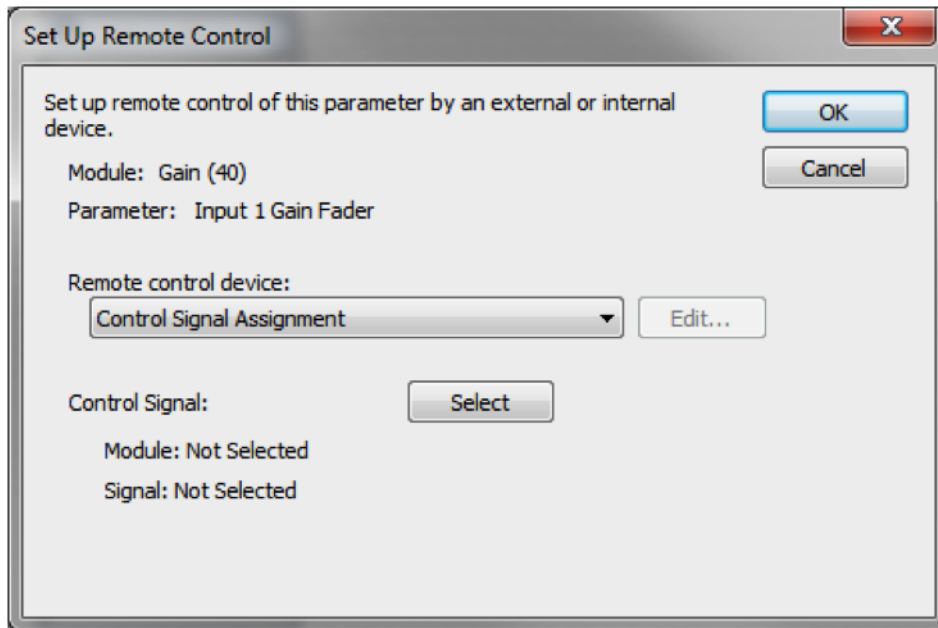 Set Up Remote Control
Set up remote control of this parameter by an external or internal
device.
OK
Cancel
Module: Gain (40)
Parameter: Input 1 Gain Fader
Remote control device:
Control Signal Assignment
Edit...
Control Signal:
Select
Module: Not Selected
Signal: Not Selected